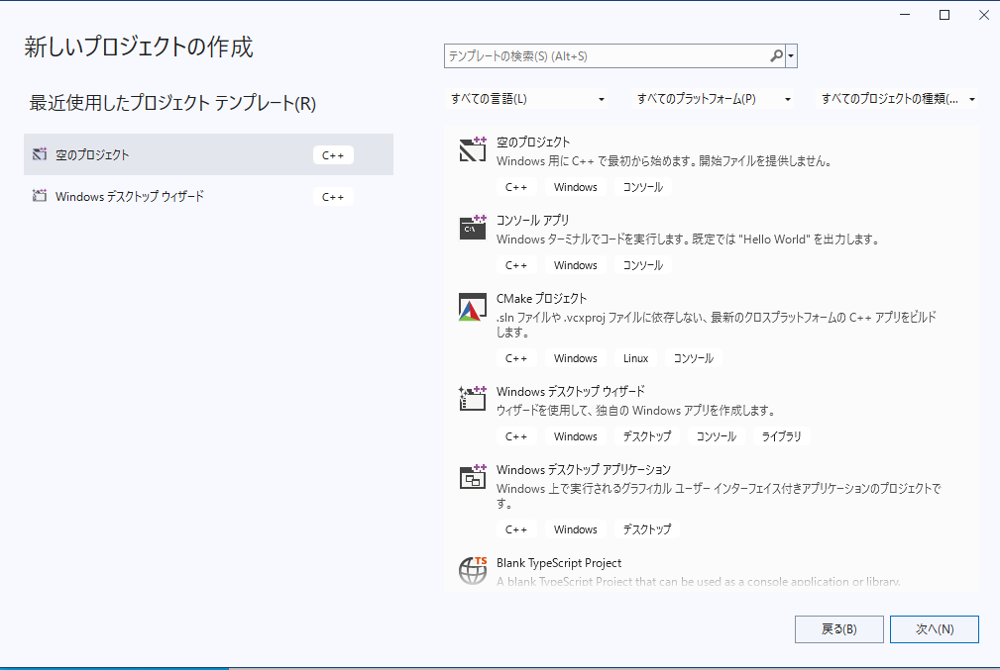 新しいプロジェクトの作成
最近使用したプロジェクト テンプレート(R)
空のプロジェクト C++
Windows デスクトップ ウィザード C++
テンプレートの検索(S) (Alt+S)
すべての言語(L) すべてのプラットフォーム(P) すべてのプロジェクトの種類(...
空のプロジェクト
Windows 用に C++ で最初から始めます。開始ファイルを提供しません。
C++ Windows コンソール
コンソール アプリ
C:\
Windows ターミナルでコードを実行します。既定では "Hello World" を出力します。
C++ Windows コンソール
CMake プロジェクト
.sln ファイルや .vcxproj ファイルに依存しない、最新のクロスプラットフォームの C++ アプリをビルド
します。
C++ Windows Linux コンソール
Windows デスクトップ ウィザード
ウィザードを使用して、独自の Windows アプリを作成します。
C++ Windows デスクトップ コンソール ライブラリ
Windows デスクトップ アプリケーション
Windows 上で実行されるグラフィカル ユーザー インターフェイス付きアプリケーションのプロジェクトで
す。
C++ Windows デスクトップ
TS
Blank TypeScript Project
A blank TypeScript Project that can be used as a console application or library.
戻る(B) 次へ(N)